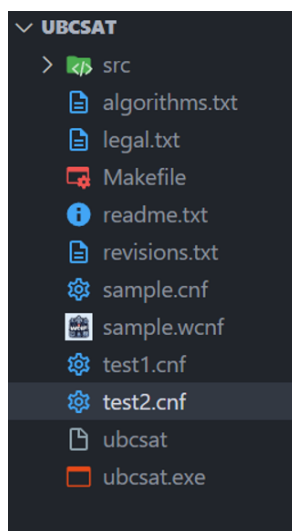 UBCSAT
src
algorithms.txt
legal.txt
Makefile
readme.txt
revisions.txt
sample.cnf
sample.wcnf
test1.cnf
test2.cnf
ubcsat
ubcsat.exe